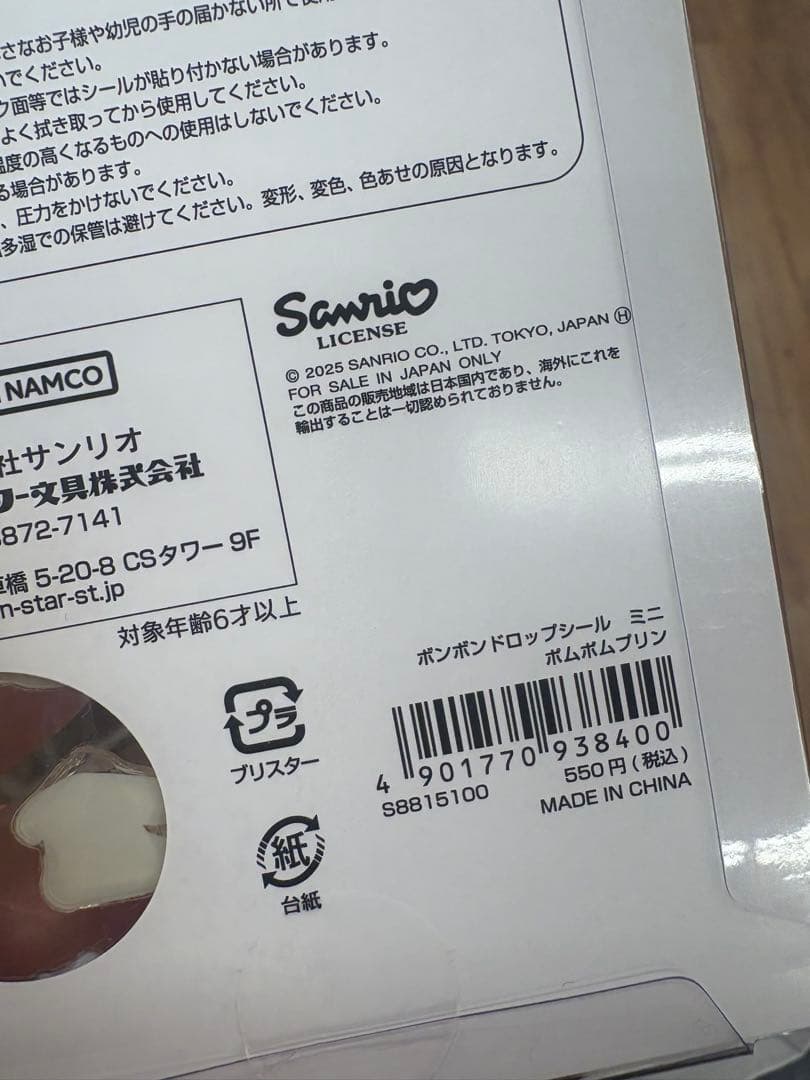 さなお子様や幼児の手の届かない所で使用
いでください。
ウ面等ではシールが貼り付かない場合があります。
よく拭き取ってから使用してください。
温度の高くなるものへの使用はしないでください。
る場合があります。
、圧力をかけないでください。
多湿での保管は避けてください。変形、変色、色あせの原因となります。
Sanrio
LICENSE
© 2025 SANRIO CO., LTD. TOKYO, JAPAN Ⓗ
FOR SALE IN JAPAN ONLY
この商品の販売地域は日本国内であり、海外にこれを
輸出することは一切認められておりません。
NAMCO
社サンリオ
ワー文具株式会社
872-7141
橋 5-20-8 CSタワー 9F
n-star-st.jp
対象年齢6才以上
プラ
ブリスター
紙
台紙
ボンボンドロップシール ミニ
ポムポムプリン
4 901770 938400
S8815100 550円(税込)
MADE IN CHINA